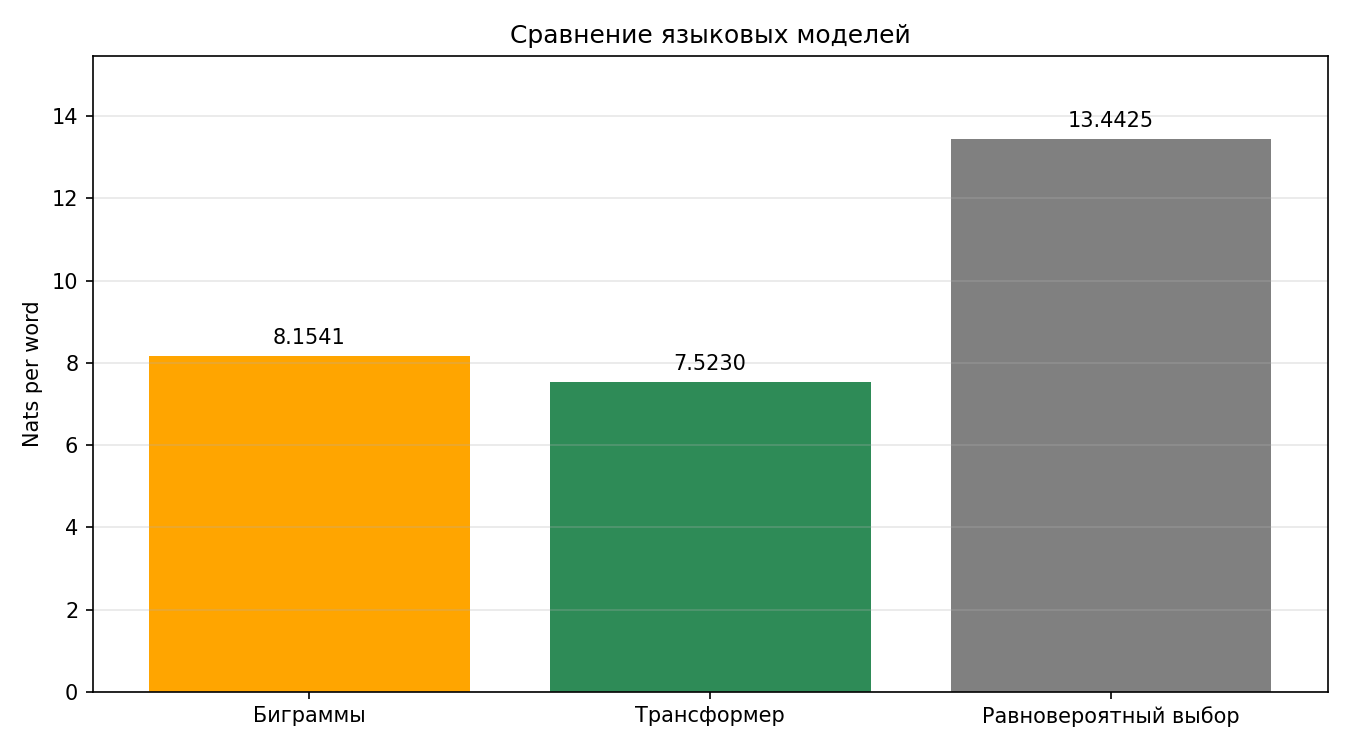 Сравнение языковых моделей
Nats per word
14
12
10
8
6
4
2
0
8.1541
7.5230
13.4425
Биграммы
Трансформер
Равновероятный выбор